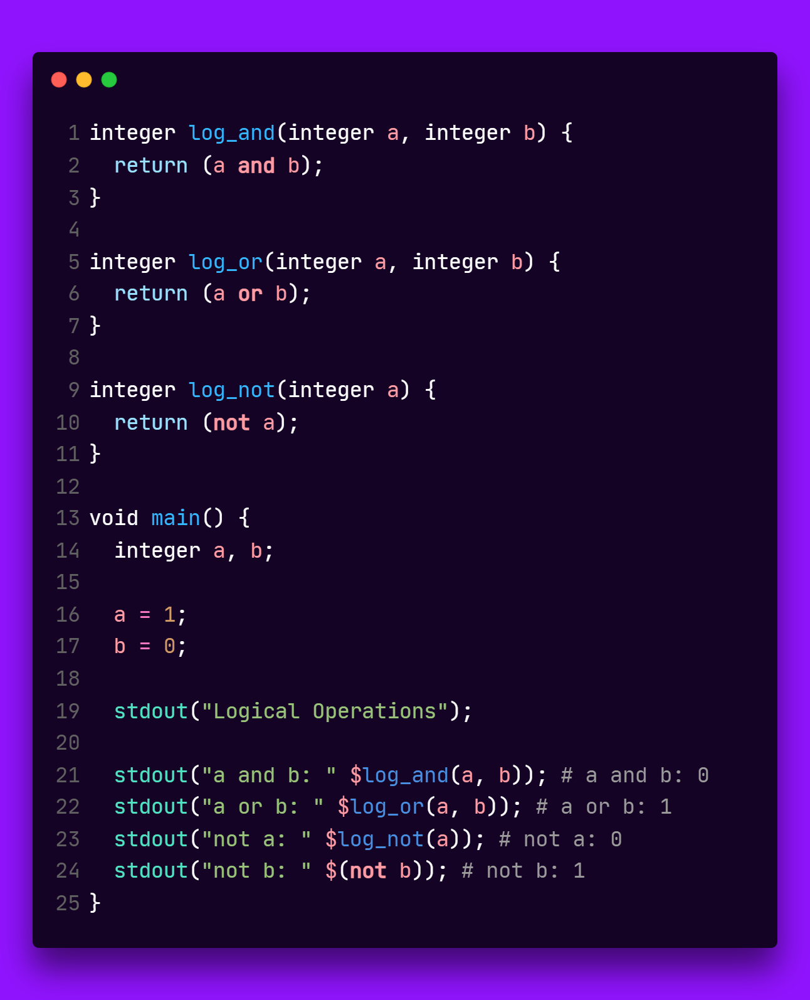 1 integer log_and(integer a, integer b) {
2   return (a and b);
3 }
4
5 integer log_or(integer a, integer b) {
6   return (a or b);
7 }
8
9 integer log_not(integer a) {
10   return (not a);
11 }
12
13 void main() {
14   integer a, b;
15
16   a = 1;
17   b = 0;
18
19   stdout("Logical Operations");
20
21   stdout("a and b: " $log_and(a, b)); # a and b: 0
22   stdout("a or b: " $log_or(a, b)); # a or b: 1
23   stdout("not a: " $log_not(a)); # not a: 0
24   stdout("not b: " $(not b)); # not b: 1
25 }